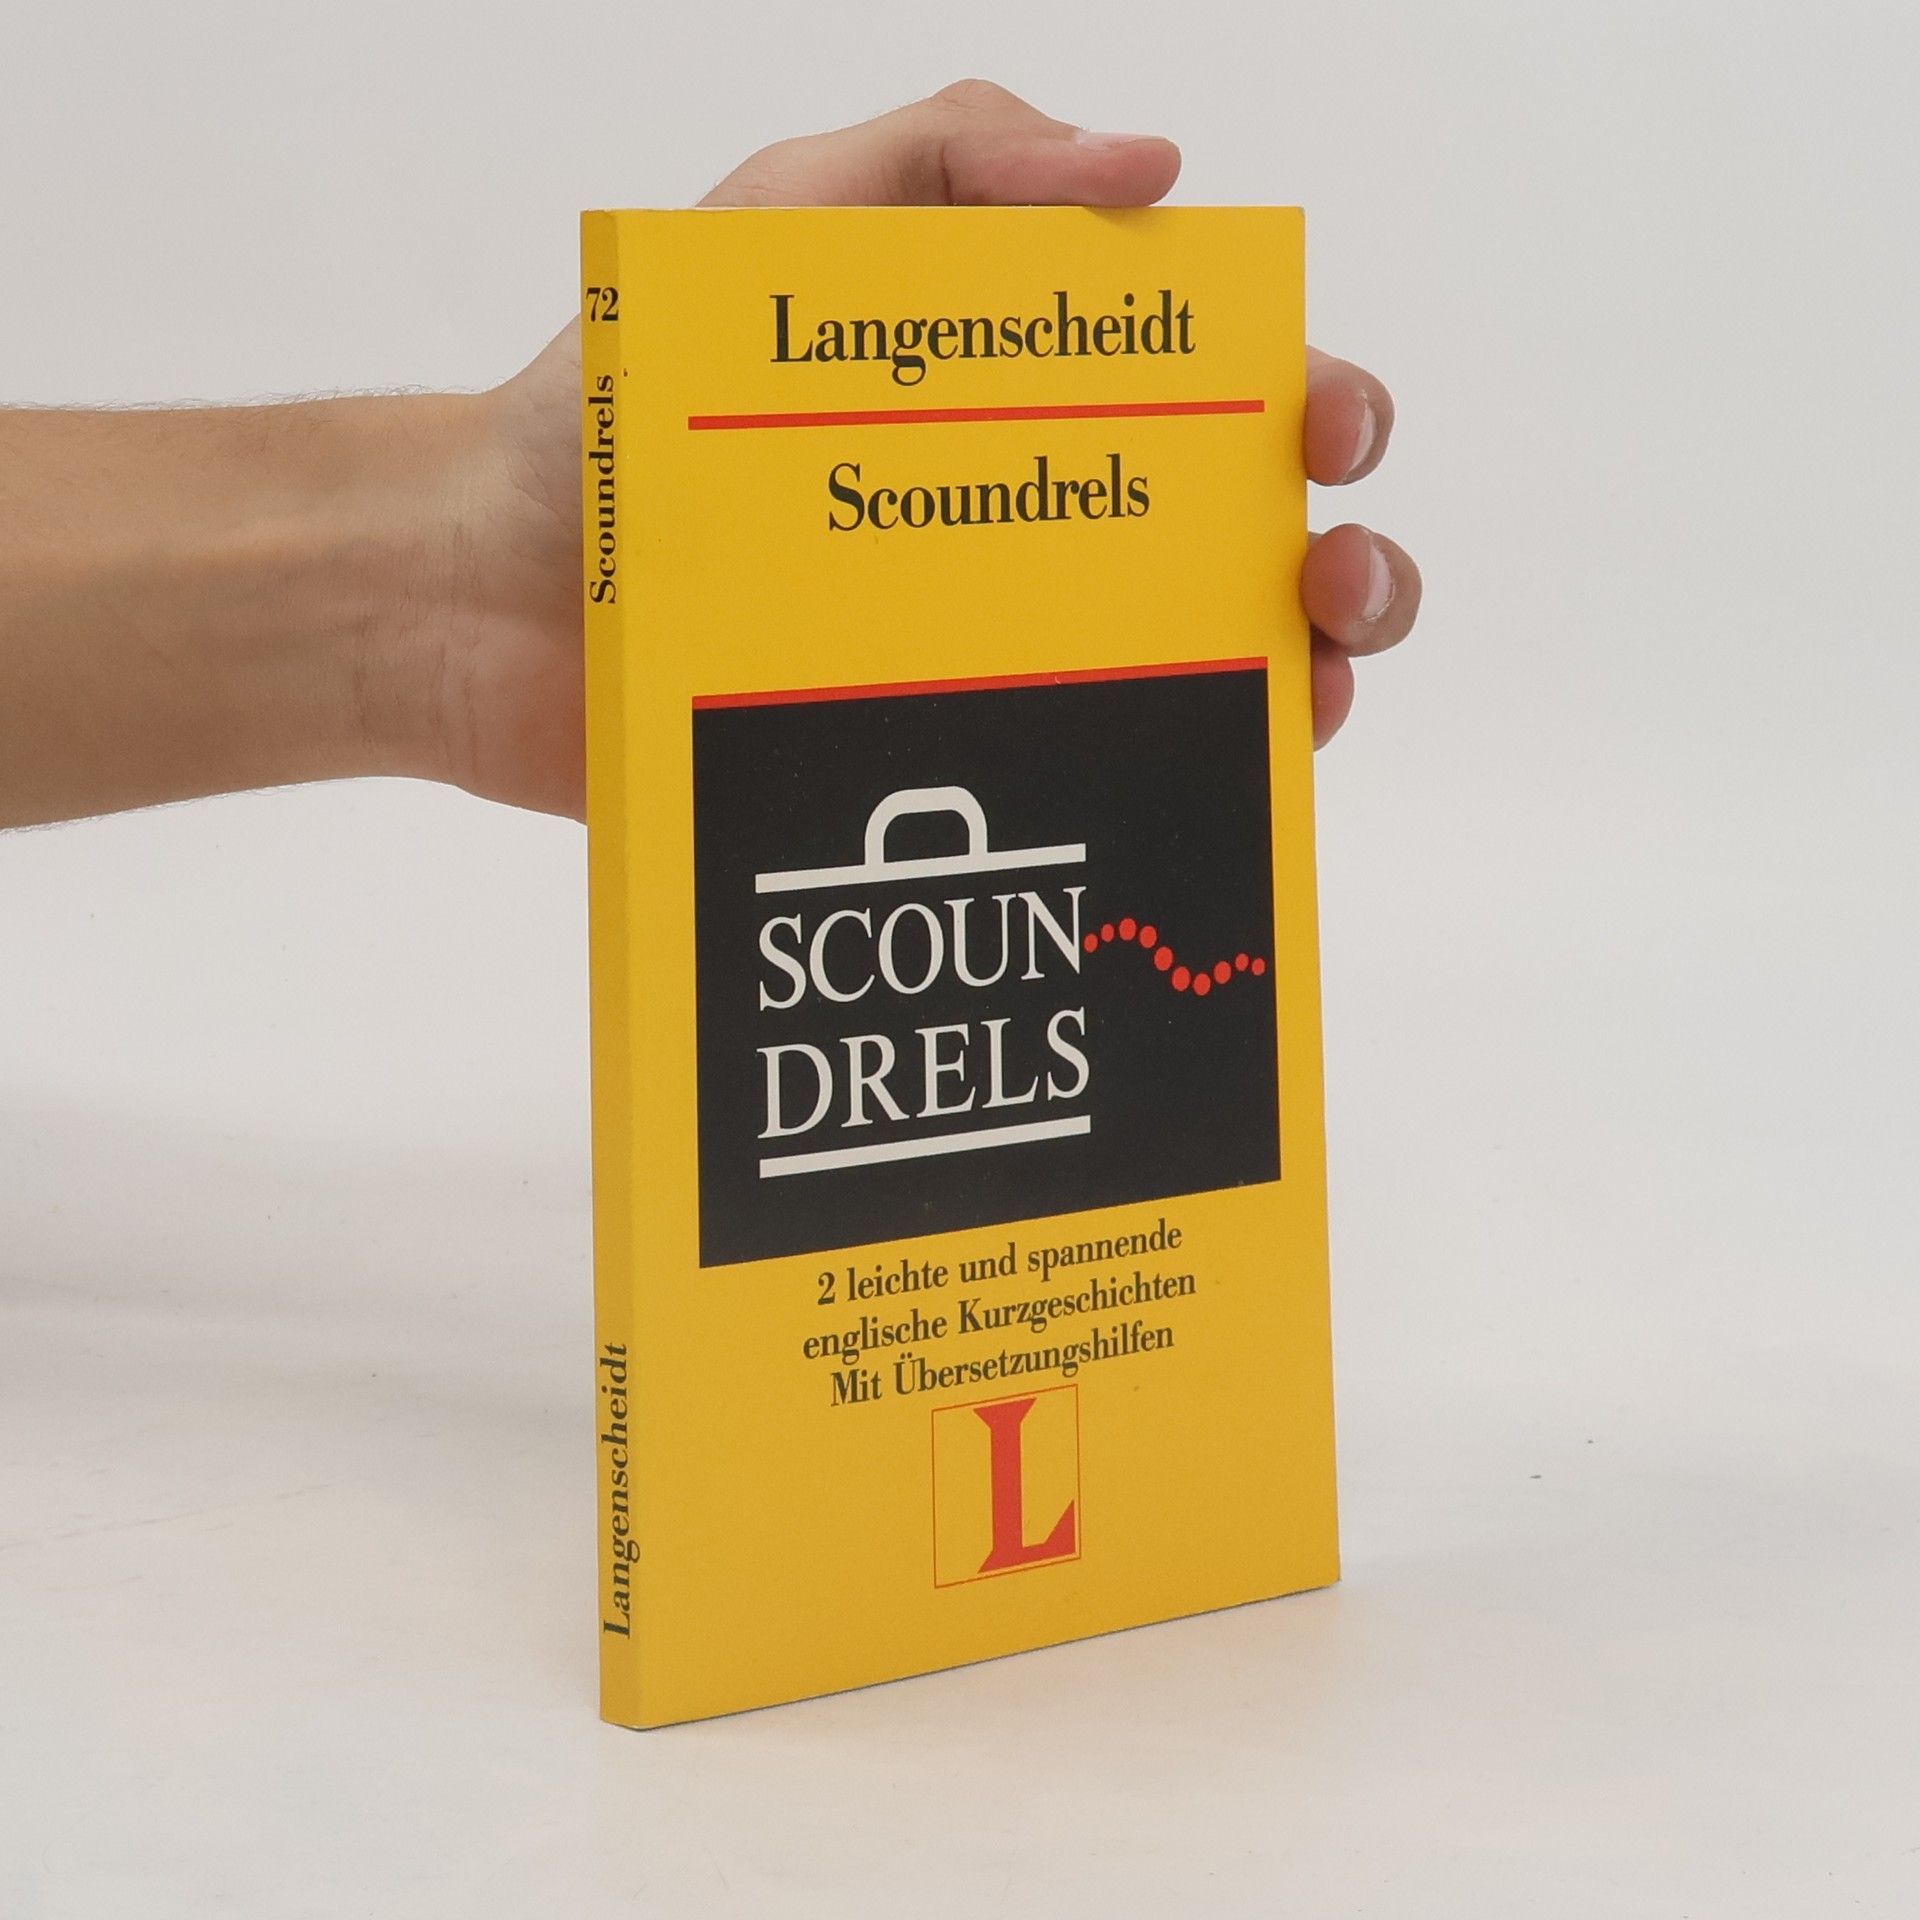 72
Scoundrels
Langenscheidt
Langenscheidt
Scoundrels
SCOUN
DRELS
2 leichte und spannende
englische Kurzgeschichten
Mit Übersetzungshilfen
L